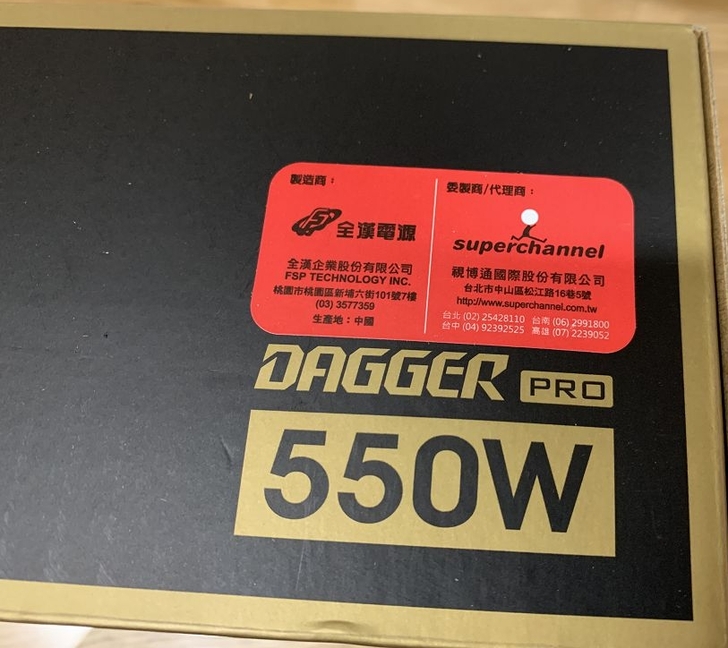 製造商：
FSP 全漢電源
全漢企業股份有限公司
FSP TECHNOLOGY INC.
桃園市桃園區新埔六街101號7樓
(03) 3577359
生產地：中國
委製商/代理商：
superchannel
視博通國際股份有限公司
台北市中山區松江路16巷5號
http://www.superchannel.com.tw
台北 (02) 25428110 台南 (06) 2991800
台中 (04) 92392525 高雄 (07) 2239052
DAGGER PRO
550W